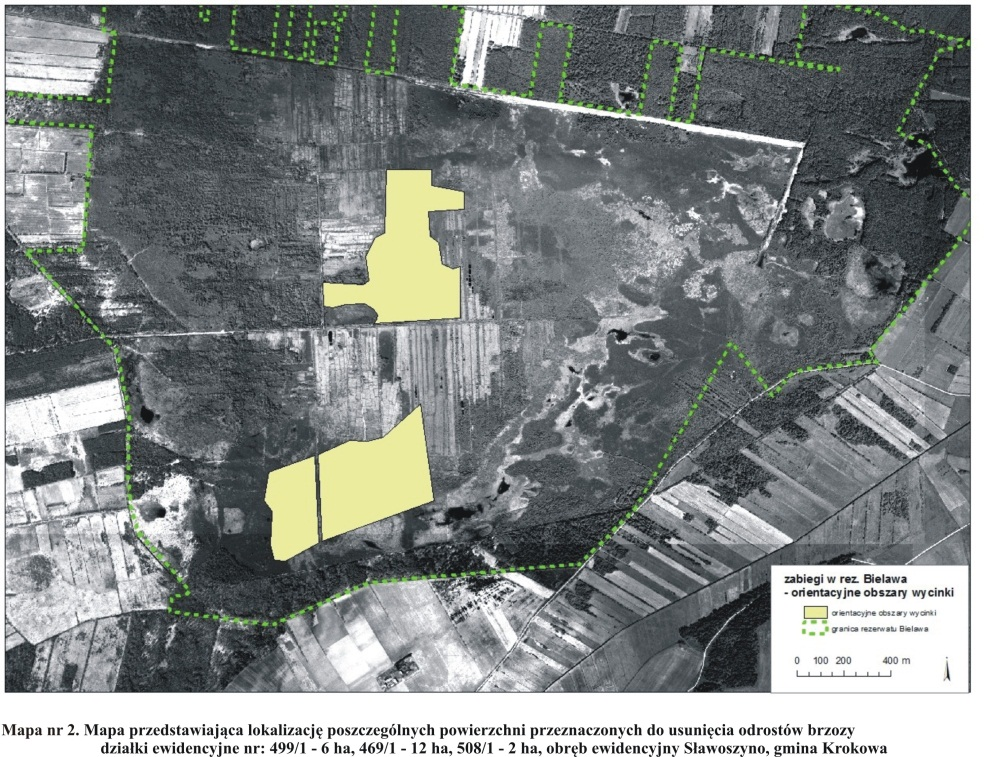 zabiegi w rez. Bielawa
- orientacyjne obszary wycinki
orientacyjne obszary wycinki
granica rezerwatu Bielawa
0 100 200 400 m
Mapa nr 2. Mapa przedstawiająca lokalizację poszczególnych powierzchni przeznaczonych do usunięcia odrostów brzozy
działki ewidencyjne nr: 499/1 - 6 ha, 469/1 - 12 ha, 508/1 - 2 ha, obręb ewidencyjny Sławoszyno, gmina Krokowa